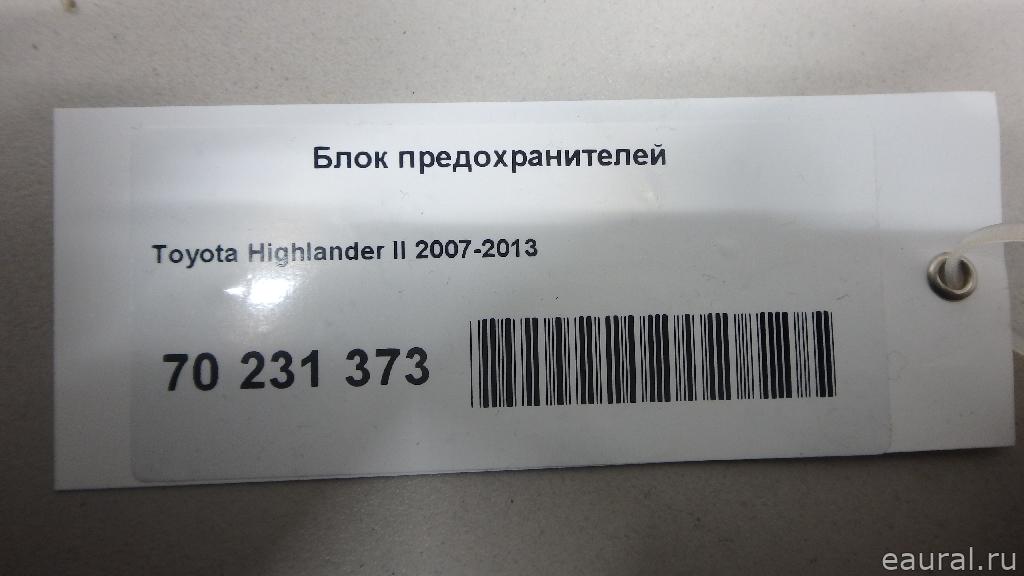 Блок предохранителей
Toyota Highlander II 2007-2013
70 231 373
eaural.ru